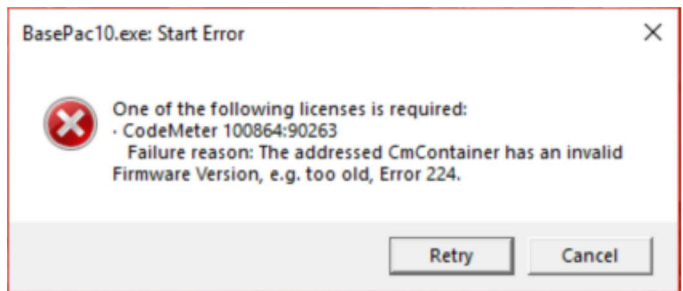 BasePac10.exe: Start Error
One of the following licenses is required:
· CodeMeter 100864:90263
Failure reason: The addressed CmContainer has an invalid
Firmware Version, e.g. too old, Error 224.
Retry Cancel